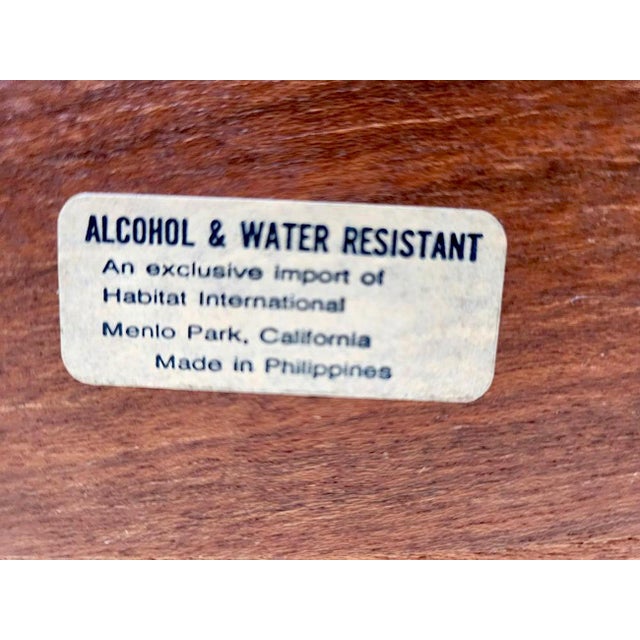 ALCOHOL & WATER RESISTANT
An exclusive import of
Habitat International
Menlo Park, California
Made in Philippines